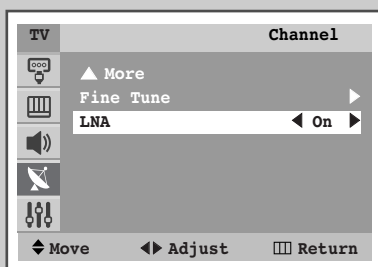 TV Channel
▲ More
Fine Tune ▶
LNA ◀ On ▶
Move Adjust Return